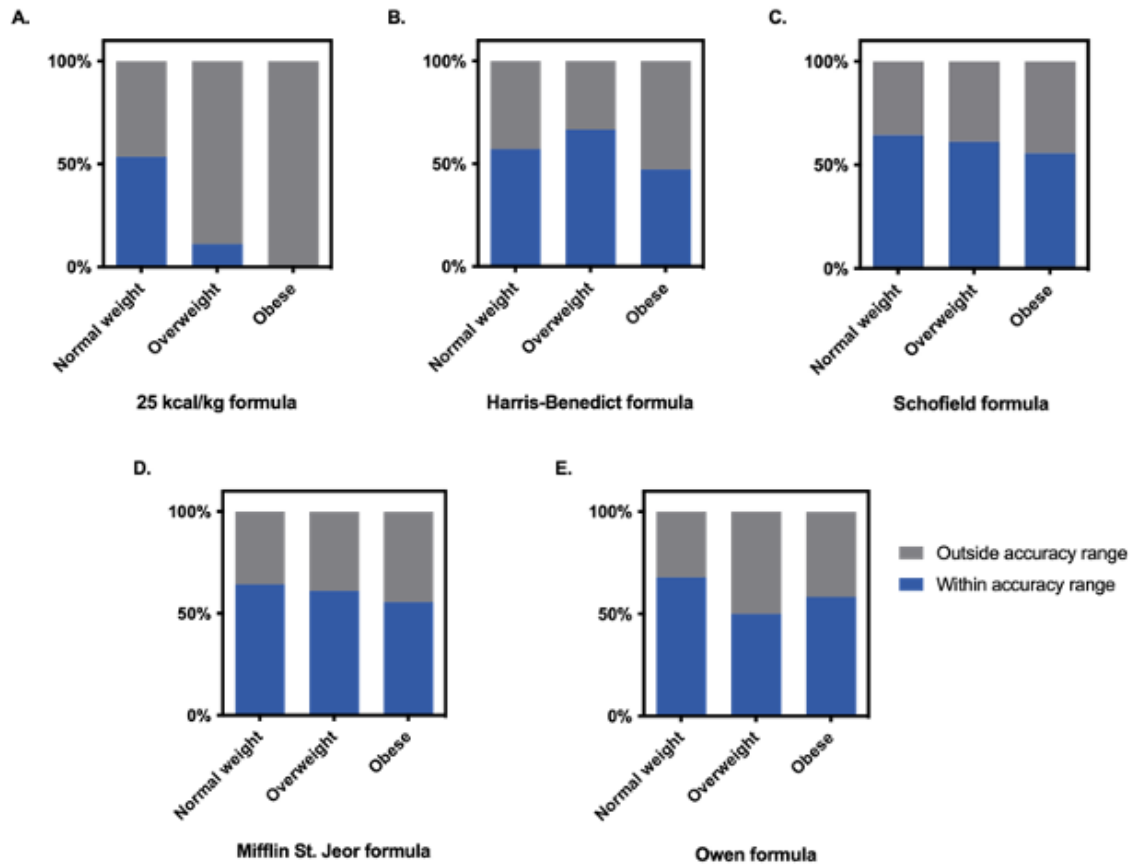 A.
100%
50%
0%
Normal weight
Overweight
Obese
25 kcal/kg formula
B.
100%
50%
0%
Normal weight
Overweight
Obese
Harris-Benedict formula
C.
100%
50%
0%
Normal weight
Overweight
Obese
Schofield formula
D.
100%
50%
0%
Normal weight
Overweight
Obese
Mifflin St. Jeor formula
E.
100%
50%
0%
Normal weight
Overweight
Obese
Owen formula
Outside accuracy range
Within accuracy range